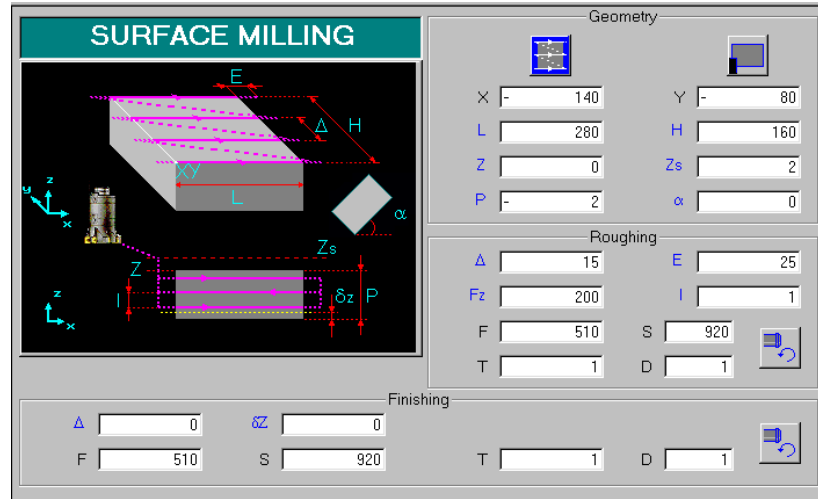 SURFACE MILLING
E
H
Δ
XY
L
z
y
x
α
Zs
Z
I
δz
P
z
x
Geometry
X - 140 Y - 80
L 280 H 160
Z 0 Zs 2
P - 2 α 0
Roughing
Δ 15 E 25
Fz 200 I 1
F 510 S 920
T 1 D 1
Finishing
Δ 0 δZ 0
F 510 S 920 T 1 D 1